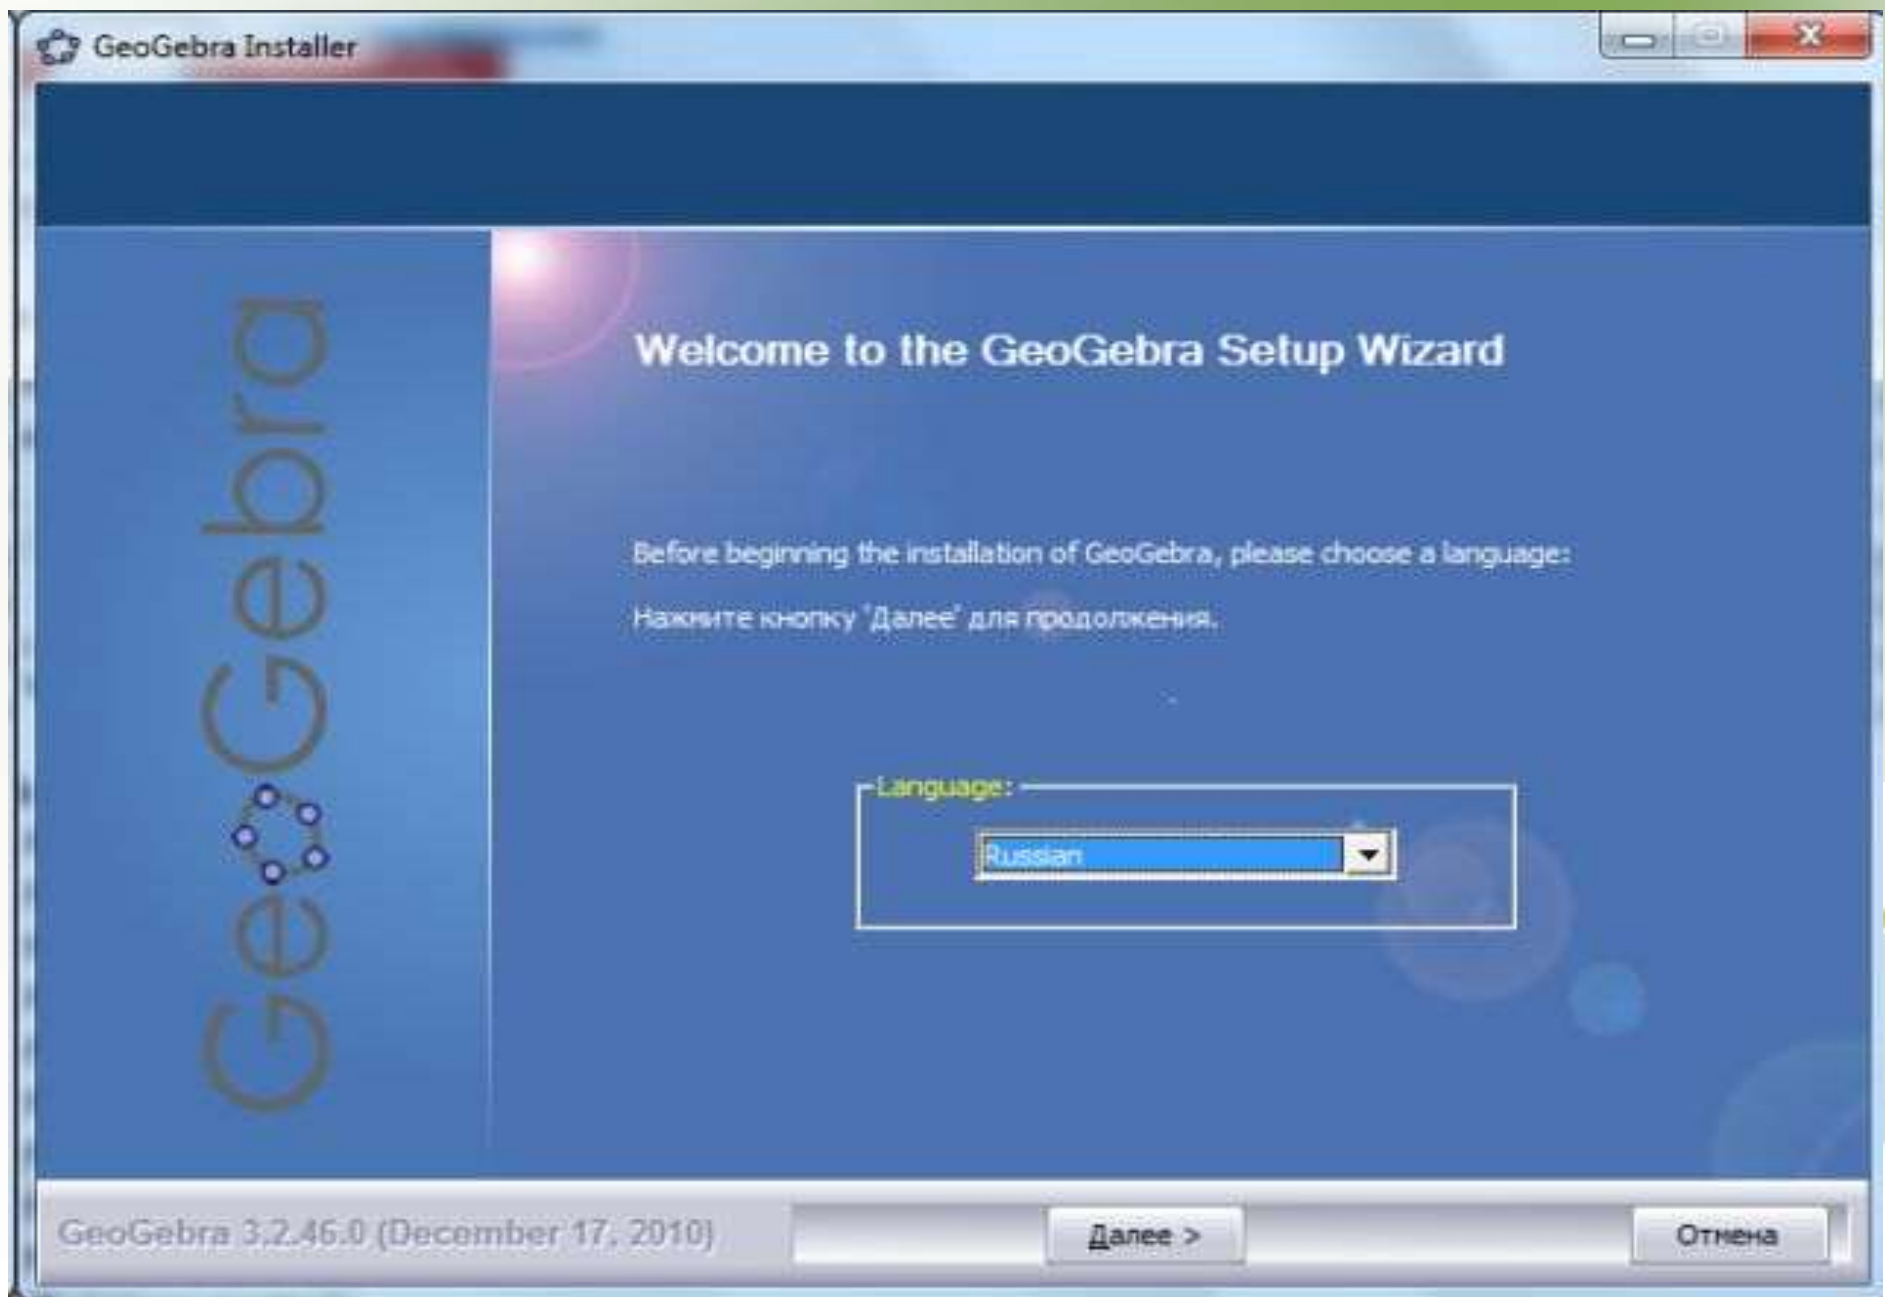 GeoGebra Installer
GeoGebra
Welcome to the GeoGebra Setup Wizard
Before beginning the installation of GeoGebra, please choose a language:
Нажмите кнопку 'Далее' для продолжения.
Language:
Russian
GeoGebra 3.2.46.0 (December 17, 2010)
Далее >
Отмена